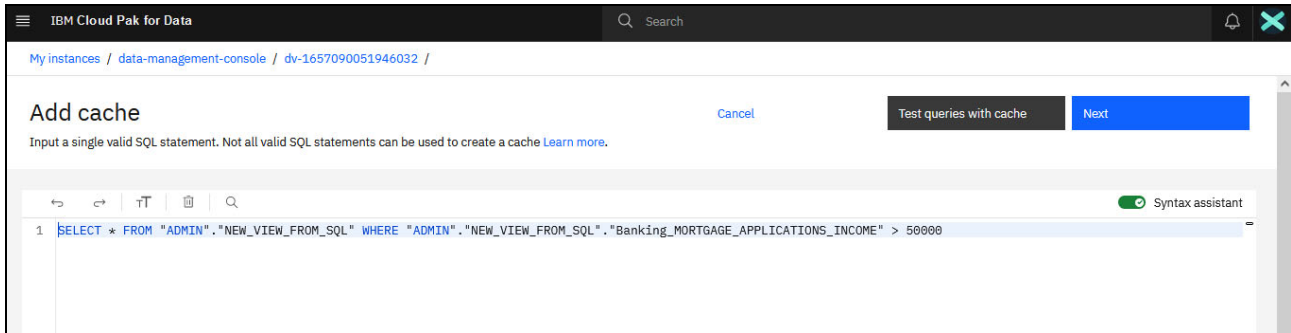 IBM Cloud Pak for Data
Search
My instances / data-management-console / dv-1657090051946032 /
Add cache
Cancel
Test queries with cache
Next
Input a single valid SQL statement. Not all valid SQL statements can be used to create a cache Learn more.
TT
Syntax assistant
1 SELECT * FROM "ADMIN"."NEW_VIEW_FROM_SQL" WHERE "ADMIN"."NEW_VIEW_FROM_SQL"."Banking_MORTGAGE_APPLICATIONS_INCOME" > 50000